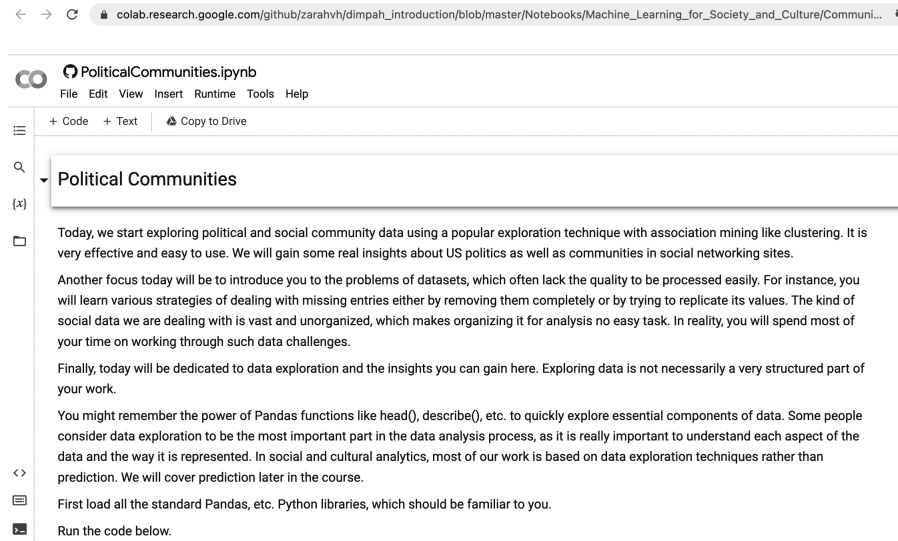 colab.research.google.com/github/zarahvh/dimpah_introduction/blob/master/Notebooks/Machine_Learning_for_Society_and_Culture/Communi...
PoliticalCommunities.ipynb
File Edit View Insert Runtime Tools Help
+ Code + Text Copy to Drive
Political Communities
{x}
Today, we start exploring political and social community data using a popular exploration technique with association mining like clustering. It is
very effective and easy to use. We will gain some real insights about US politics as well as communities in social networking sites.
Another focus today will be to introduce you to the problems of datasets, which often lack the quality to be processed easily. For instance, you
will learn various strategies of dealing with missing entries either by removing them completely or by trying to replicate its values. The kind of
social data we are dealing with is vast and unorganized, which makes organizing it for analysis no easy task. In reality, you will spend most of
your time on working through such data challenges.
Finally, today will be dedicated to data exploration and the insights you can gain here. Exploring data is not necessarily a very structured part of
your work.
You might remember the power of Pandas functions like head(), describe(), etc. to quickly explore essential components of data. Some people
consider data exploration to be the most important part in the data analysis process, as it is really important to understand each aspect of the
data and the way it is represented. In social and cultural analytics, most of our work is based on data exploration techniques rather than
prediction. We will cover prediction later in the course.
First load all the standard Pandas, etc. Python libraries, which should be familiar to you.
Run the code below.